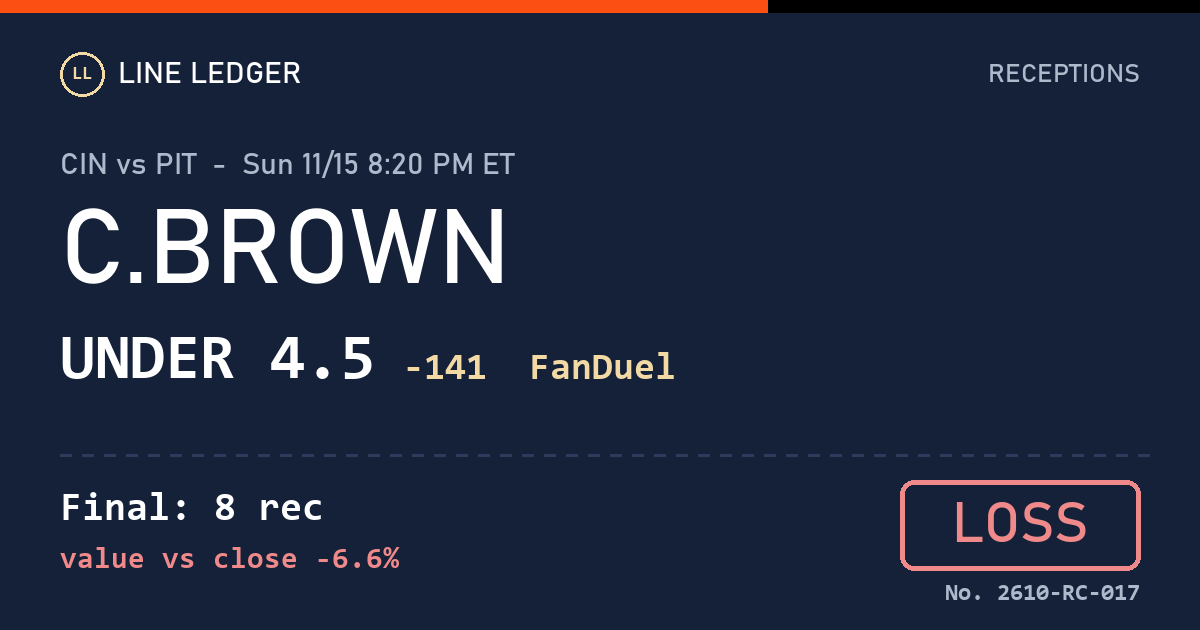 LL LINE LEDGER
RECEPTIONS
CIN vs PIT - Sun 11/15 8:20 PM ET
C.BROWN
UNDER 4.5 -141 FanDuel
Final: 8 rec
LOSS
value vs close -6.6%
No. 2610-RC-017